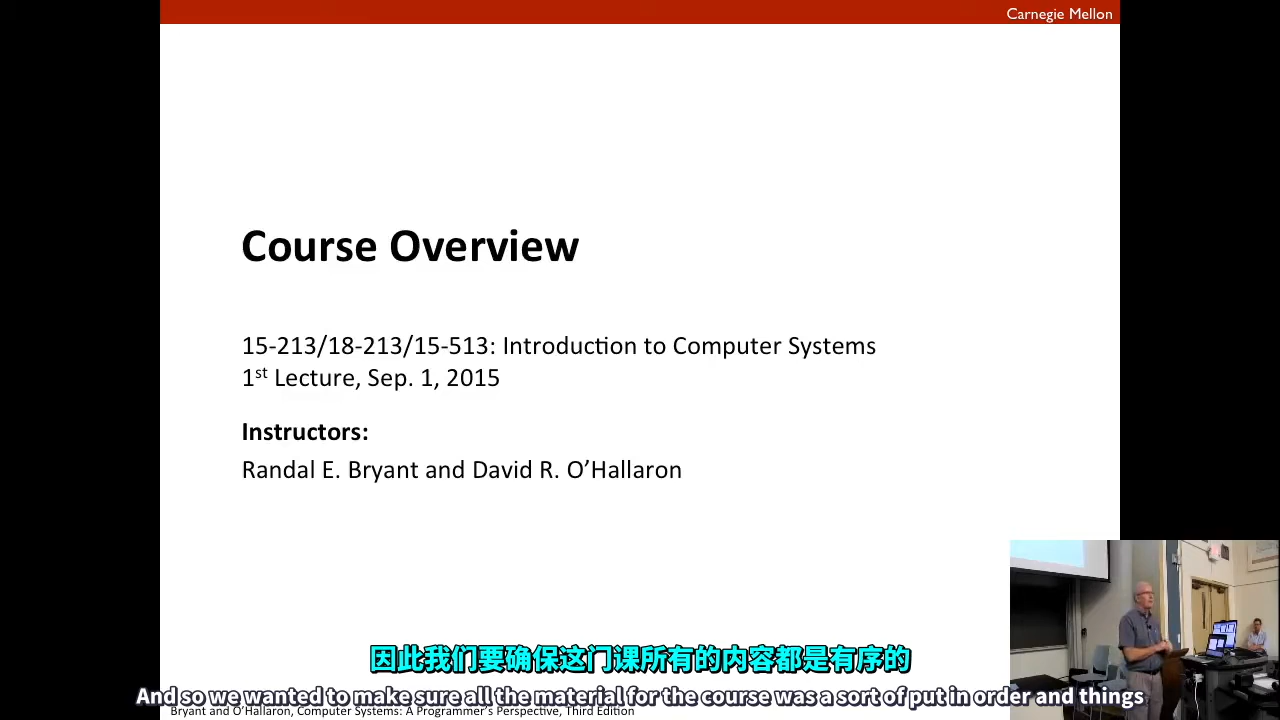 Carnegie Mellon
Course Overview
15-213/18-213/15-513: Introduction to Computer Systems
1st Lecture, Sep. 1, 2015
Instructors:
Randal E. Bryant and David R. O’Hallaron
因此我们要确保这门课所有的内容都是有序的
And so we wanted to make sure all the material for the course was a sort of put in order and things
Bryant and O’Hallaron, Computer Systems: A Programmer’s Perspective, Third Edition